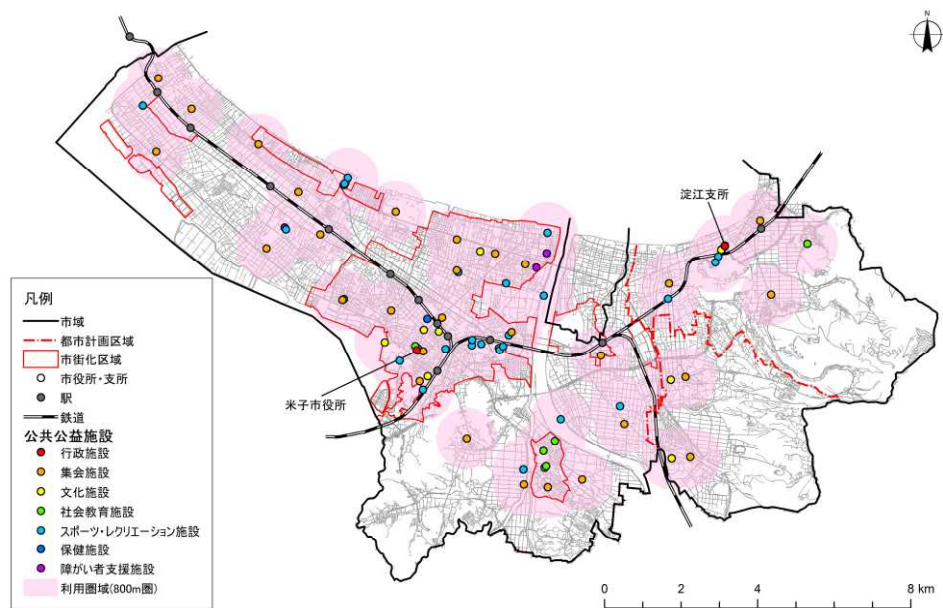 N
淀江支所
米子市役所
凡例
市域
都市計画区域
市街化区域
市役所・支所
駅
鉄道
公共公益施設
行政施設
集会施設
文化施設
社会教育施設
スポーツ・レクリエーション施設
保健施設
障がい者支援施設
利用圏域(800m圏)
0 2 4 8 km